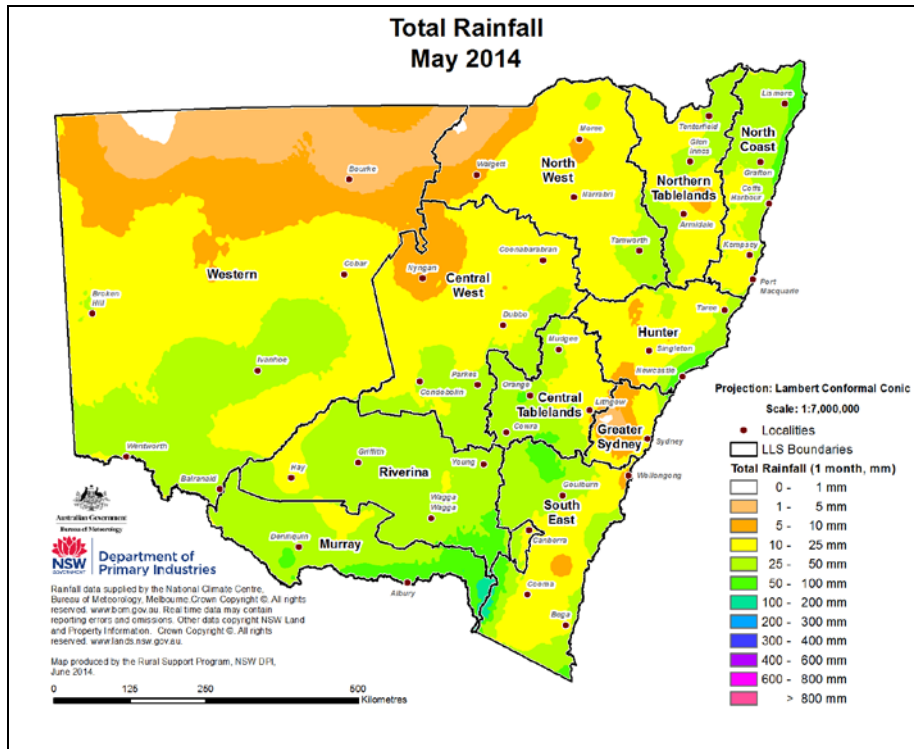 Total Rainfall
May 2014
Lismore
Tenterfield
North
Coast
Moree
Glen
Innes
Walgett
North
West
Bourke
Grafton
Northern
Tablelands
Coffs
Harbour
Narrabri
Armidale
Coonabarabran
Tamworth
Kempsey
Western
Cobar
Nyngan
Central
West
Port
Macquarie
Broken
Hill
Taree
Dubbo
Hunter
Mudgee
Singleton
Ivanhoe
Newcastle
Parkes
Orange
Condobolin
Central
Tablelands
Lithgow
Greater
Sydney
Cowra
Sydney
Wentworth
Griffith
Young
Hay
Riverina
Wollongong
Balranald
Goulburn
South
East
Wagga
Wagga
Deniliquin
Murray
Canberra
Albury
Cooma
Bega
Projection: Lambert Conformal Conic
Scale: 1:7,000,000
Localities
LLS Boundaries
Total Rainfall (1 month, mm)
0 - 1 mm
1 - 5 mm
5 - 10 mm
10 - 25 mm
25 - 50 mm
50 - 100 mm
100 - 200 mm
200 - 300 mm
300 - 400 mm
400 - 600 mm
600 - 800 mm
> 800 mm
Australian Government
Bureau of Meteorology
NSW
GOVERNMENT
Department of
Primary Industries
Rainfall data supplied by the National Climate Centre,
Bureau of Meteorology, Melbourne.Crown Copyright ©. All rights
reserved. www.bom.gov.au. Real time data may contain
reporting errors and omissions. Other data copyright NSW Land
and Property Information. Crown Copyright ©. All rights
reserved. www.lands.nsw.gov.au.
Map produced by the Rural Support Program, NSW DPI,
June 2014.
0 125 250 500
Kilometres